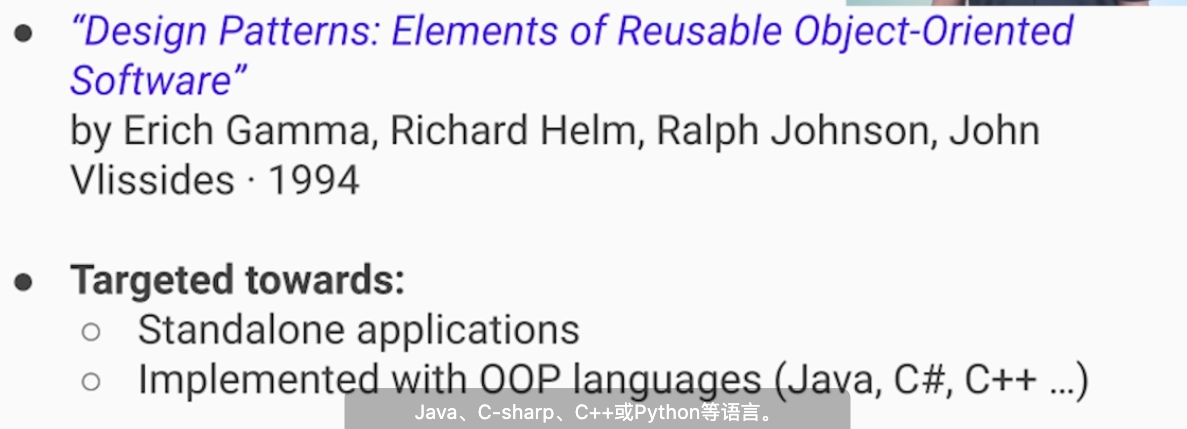 ● “Design Patterns: Elements of Reusable Object-Oriented
Software”
by Erich Gamma, Richard Helm, Ralph Johnson, John
Vlissides · 1994
● Targeted towards:
○ Standalone applications
○ Implemented with OOP languages (Java, C#, C++ ...)
Java、C-sharp、C++或Python等语言。